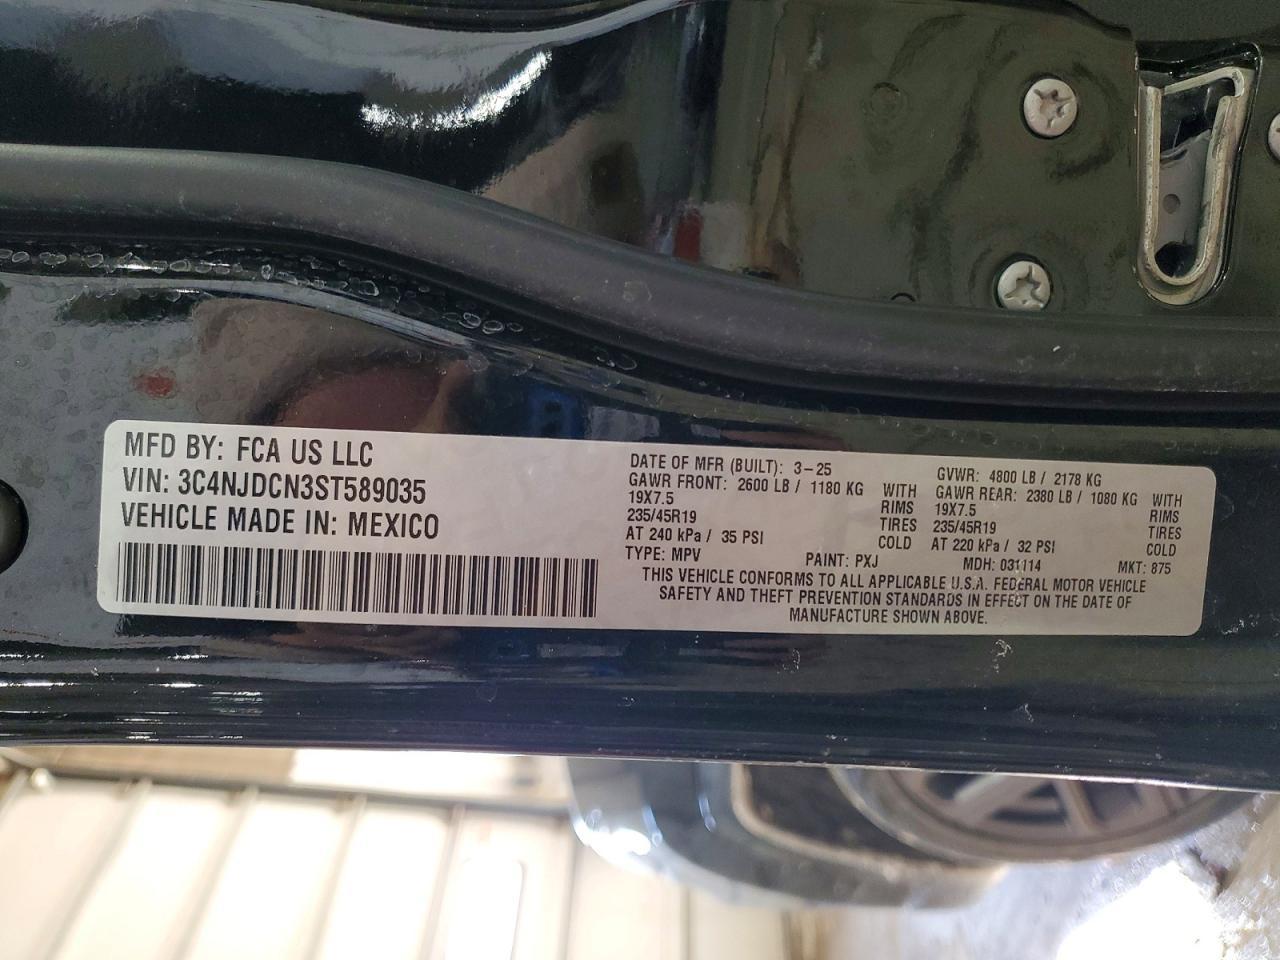 MFD BY: FCA US LLC
VIN: 3C4NJDCN3ST589035
VEHICLE MADE IN: MEXICO
DATE OF MFR (BUILT): 3-25
GAWR FRONT: 2600 LB / 1180 KG WITH
19X7.5 RIMS
235/45R19 TIRES
AT 240 kPa / 35 PSI COLD
GVWR: 4800 LB / 2178 KG
GAWR REAR: 2380 LB / 1080 KG WITH
19X7.5 RIMS
235/45R19 TIRES
AT 220 kPa / 32 PSI COLD
TYPE: MPV PAINT: PXJ MDH: 031114 MKT: 875
THIS VEHICLE CONFORMS TO ALL APPLICABLE U.S.A. FEDERAL MOTOR VEHICLE
SAFETY AND THEFT PREVENTION STANDARDS IN EFFECT ON THE DATE OF
MANUFACTURE SHOWN ABOVE.